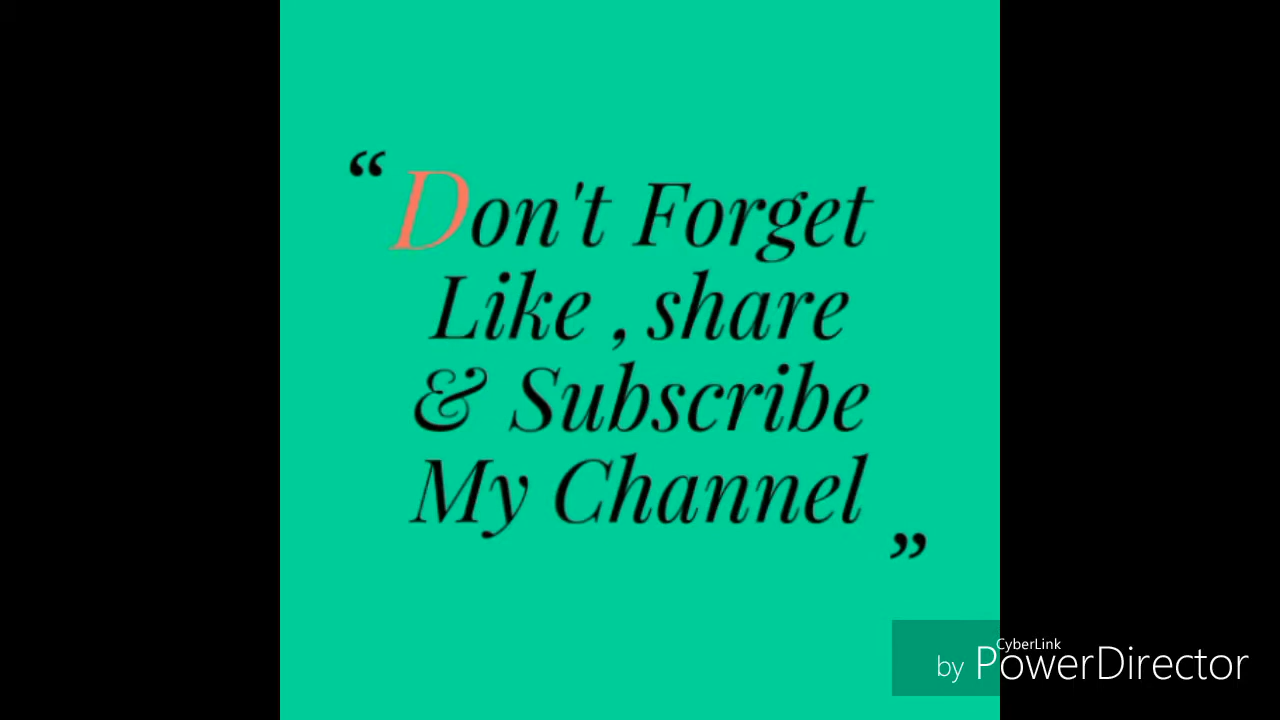 “ Don't Forget
Like , share
& Subscribe
My Channel ”
by CyberLink PowerDirector